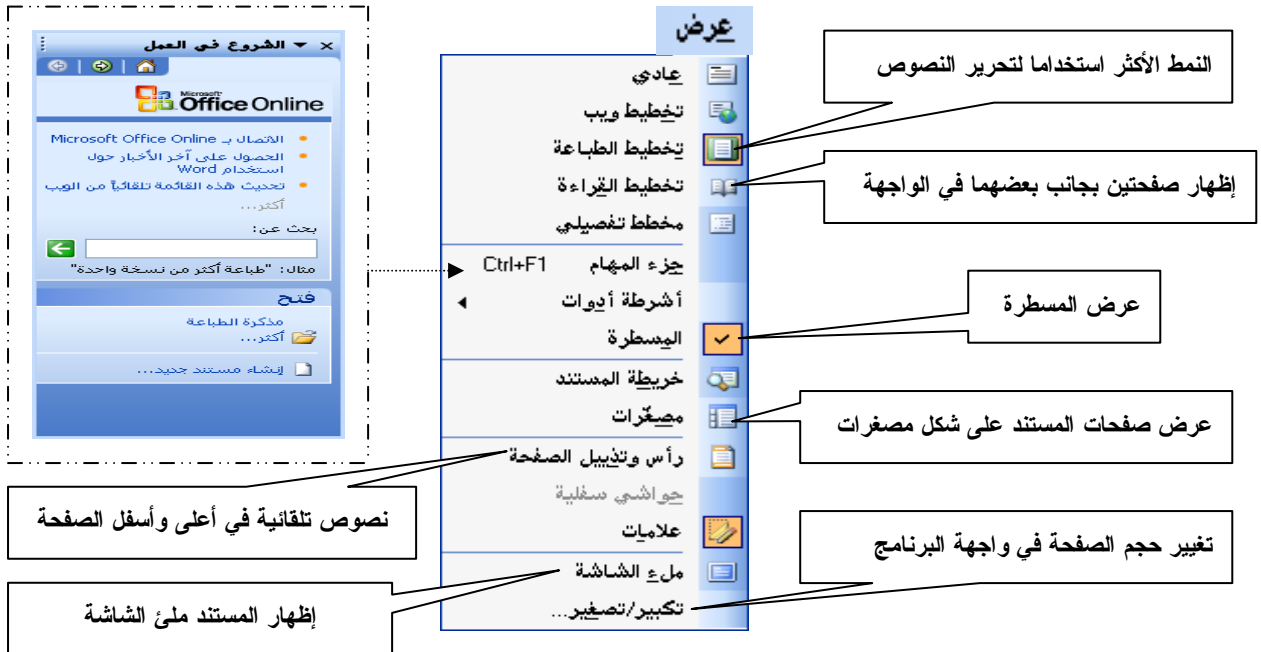 عرض
عادي
تخطيط ويب
تخطيط الطباعة
تخطيط القراءة
مخطط تفصيلي
جزء المهام Ctrl+F1
أشرطة أدوات
المسطرة
خريطة المستند
مصغّرات
رأس وتذييل الصفحة
حواشي سفلية
علامات
ملء الشاشة
تكبير/تصغير...
النمط الأكثر استخداما لتحرير النصوص
إظهار صفحتين بجانب بعضهما في الواجهة
عرض المسطرة
عرض صفحات المستند على شكل مصغرات
تغيير حجم الصفحة في واجهة البرنامج
الشروع في العمل
Microsoft
Office Online
الاتصال بـ Microsoft Office Online
الحصول على آخر الأخبار حول
استخدام Word
تحديث هذه القائمة تلقائياً من الويب
أكثر...
بحث عن:
مثال: "طباعة أكثر من نسخة واحدة"
فتح
مذكرة الطباعة
أكثر...
إنشاء مستند جديد...
نصوص تلقائية في أعلى وأسفل الصفحة
إظهار المستند ملئ الشاشة